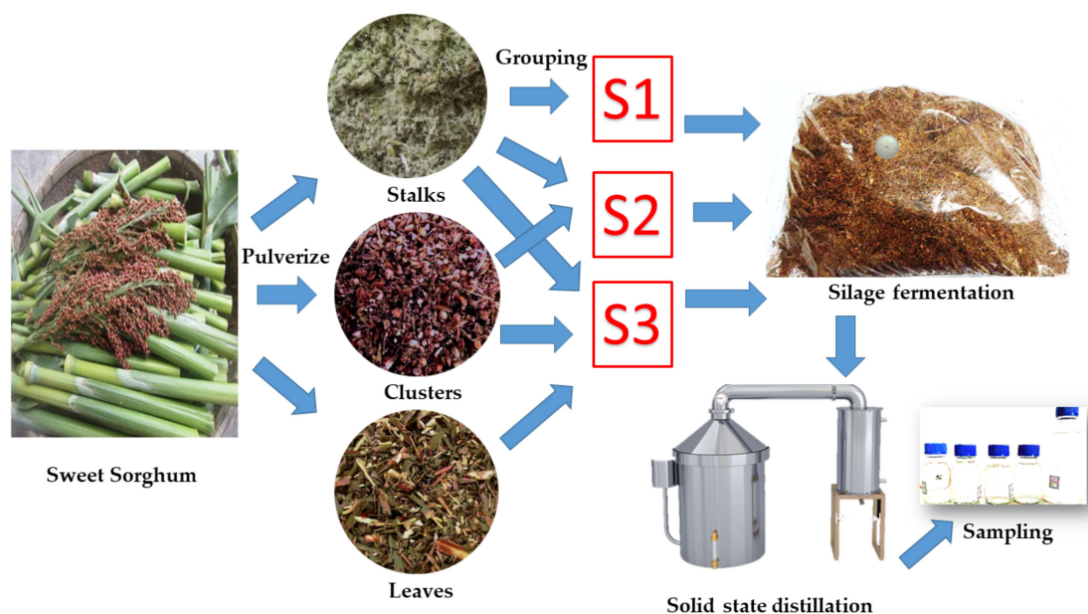 Grouping
S1
Stalks
S2
Pulverize
Clusters
S3
Silage fermentation
Sweet Sorghum
Leaves
Sampling
Solid state distillation